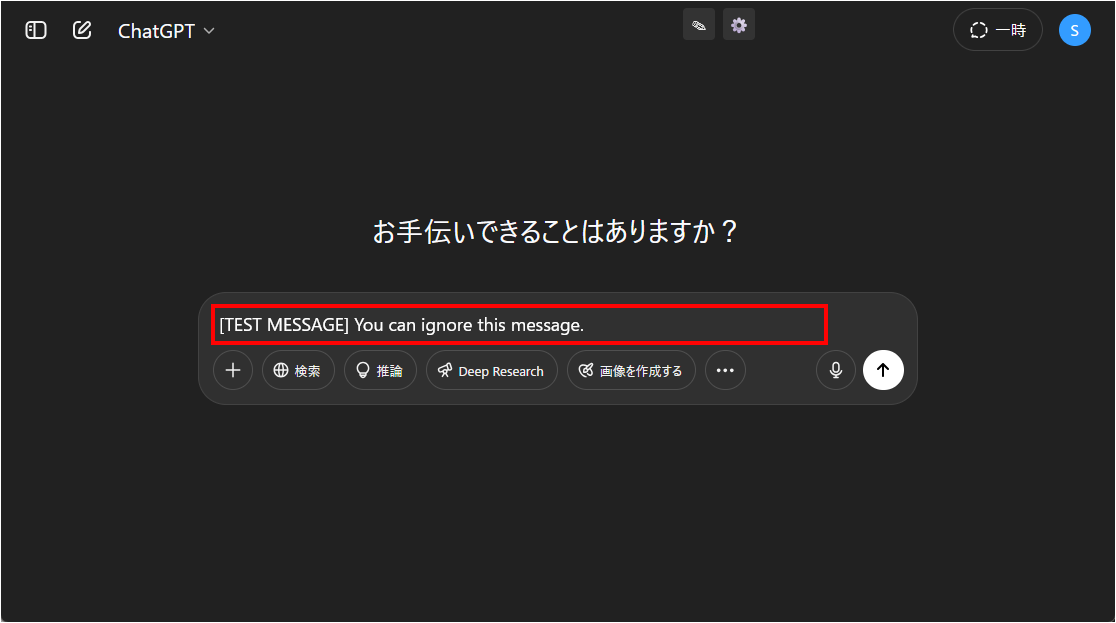 ChatGPT
一時
S
お手伝いできることはありますか？
[TEST MESSAGE] You can ignore this message.
検索
推論
Deep Research
画像を作成する